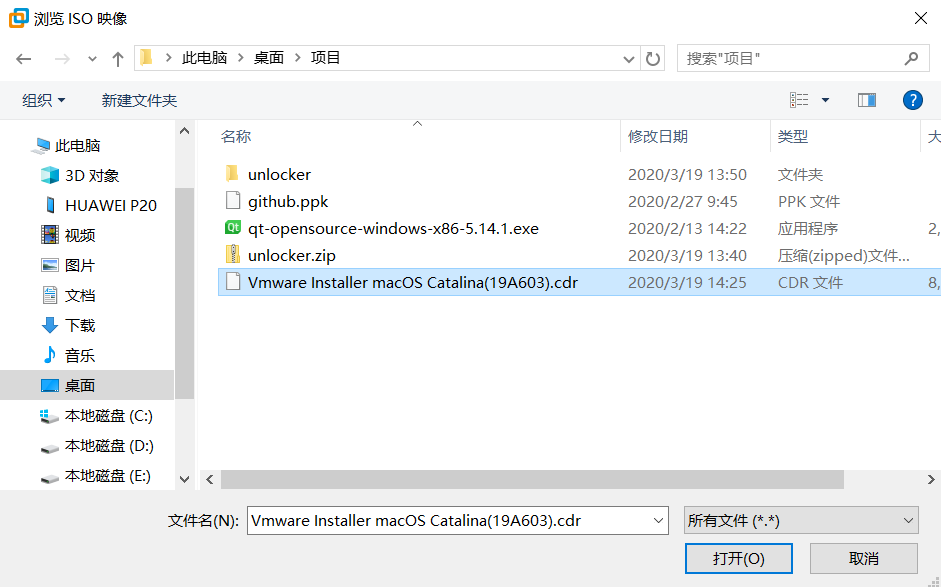 浏览 ISO 映像
此电脑 桌面 项目
搜索"项目"
组织 新建文件夹
名称 修改日期 类型 大
此电脑
3D 对象
HUAWEI P20
视频
图片
文档
下载
音乐
桌面
本地磁盘 (C:)
本地磁盘 (D:)
本地磁盘 (E:)
unlocker 2020/3/19 13:50 文件夹
github.ppk 2020/2/27 9:45 PPK 文件
Qt qt-opensource-windows-x86-5.14.1.exe 2020/2/13 14:22 应用程序 2,
unlocker.zip 2020/3/19 13:40 压缩(zipped)文件...
Vmware Installer macOS Catalina(19A603).cdr 2020/3/19 14:25 CDR 文件 8,
文件名(N): Vmware Installer macOS Catalina(19A603).cdr 所有文件 (*.*)
打开(O) 取消